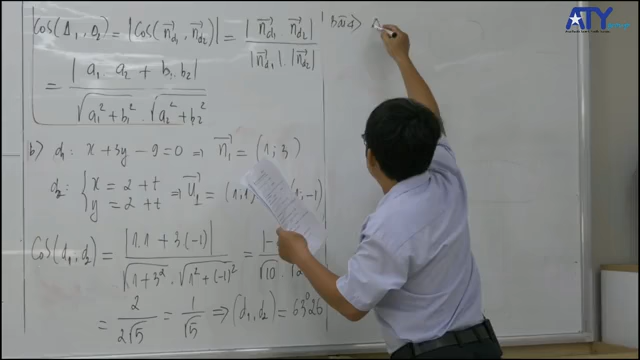 Cos(Δ₁, d₂) = |Cos(n⃗d₁, n⃗d₂)| = |n⃗d₁ n⃗d₂| / |n⃗d₁| . |n⃗d₂|
= |a₁ a₂ + b₁ b₂| / √(a₁² + b₁²) . √(a₂² + b₂²)
b) d₁: x + 3y - 9 = 0 ⇒ n⃗₁ = (1; 3)
d₂: { x = 2 + t
y = 2 + t ⇒ U⃗₂ = (1, 1) ; -1)
Cos(d₁, d₂) = |1.1 + 3(-1)| / √(1 + 3²) . √(1² + (-1)²) = |- / √10 .
= 2 / 2√5 = 1 / √5 ⇒ (d₁, d₂) = 63°26
ATY